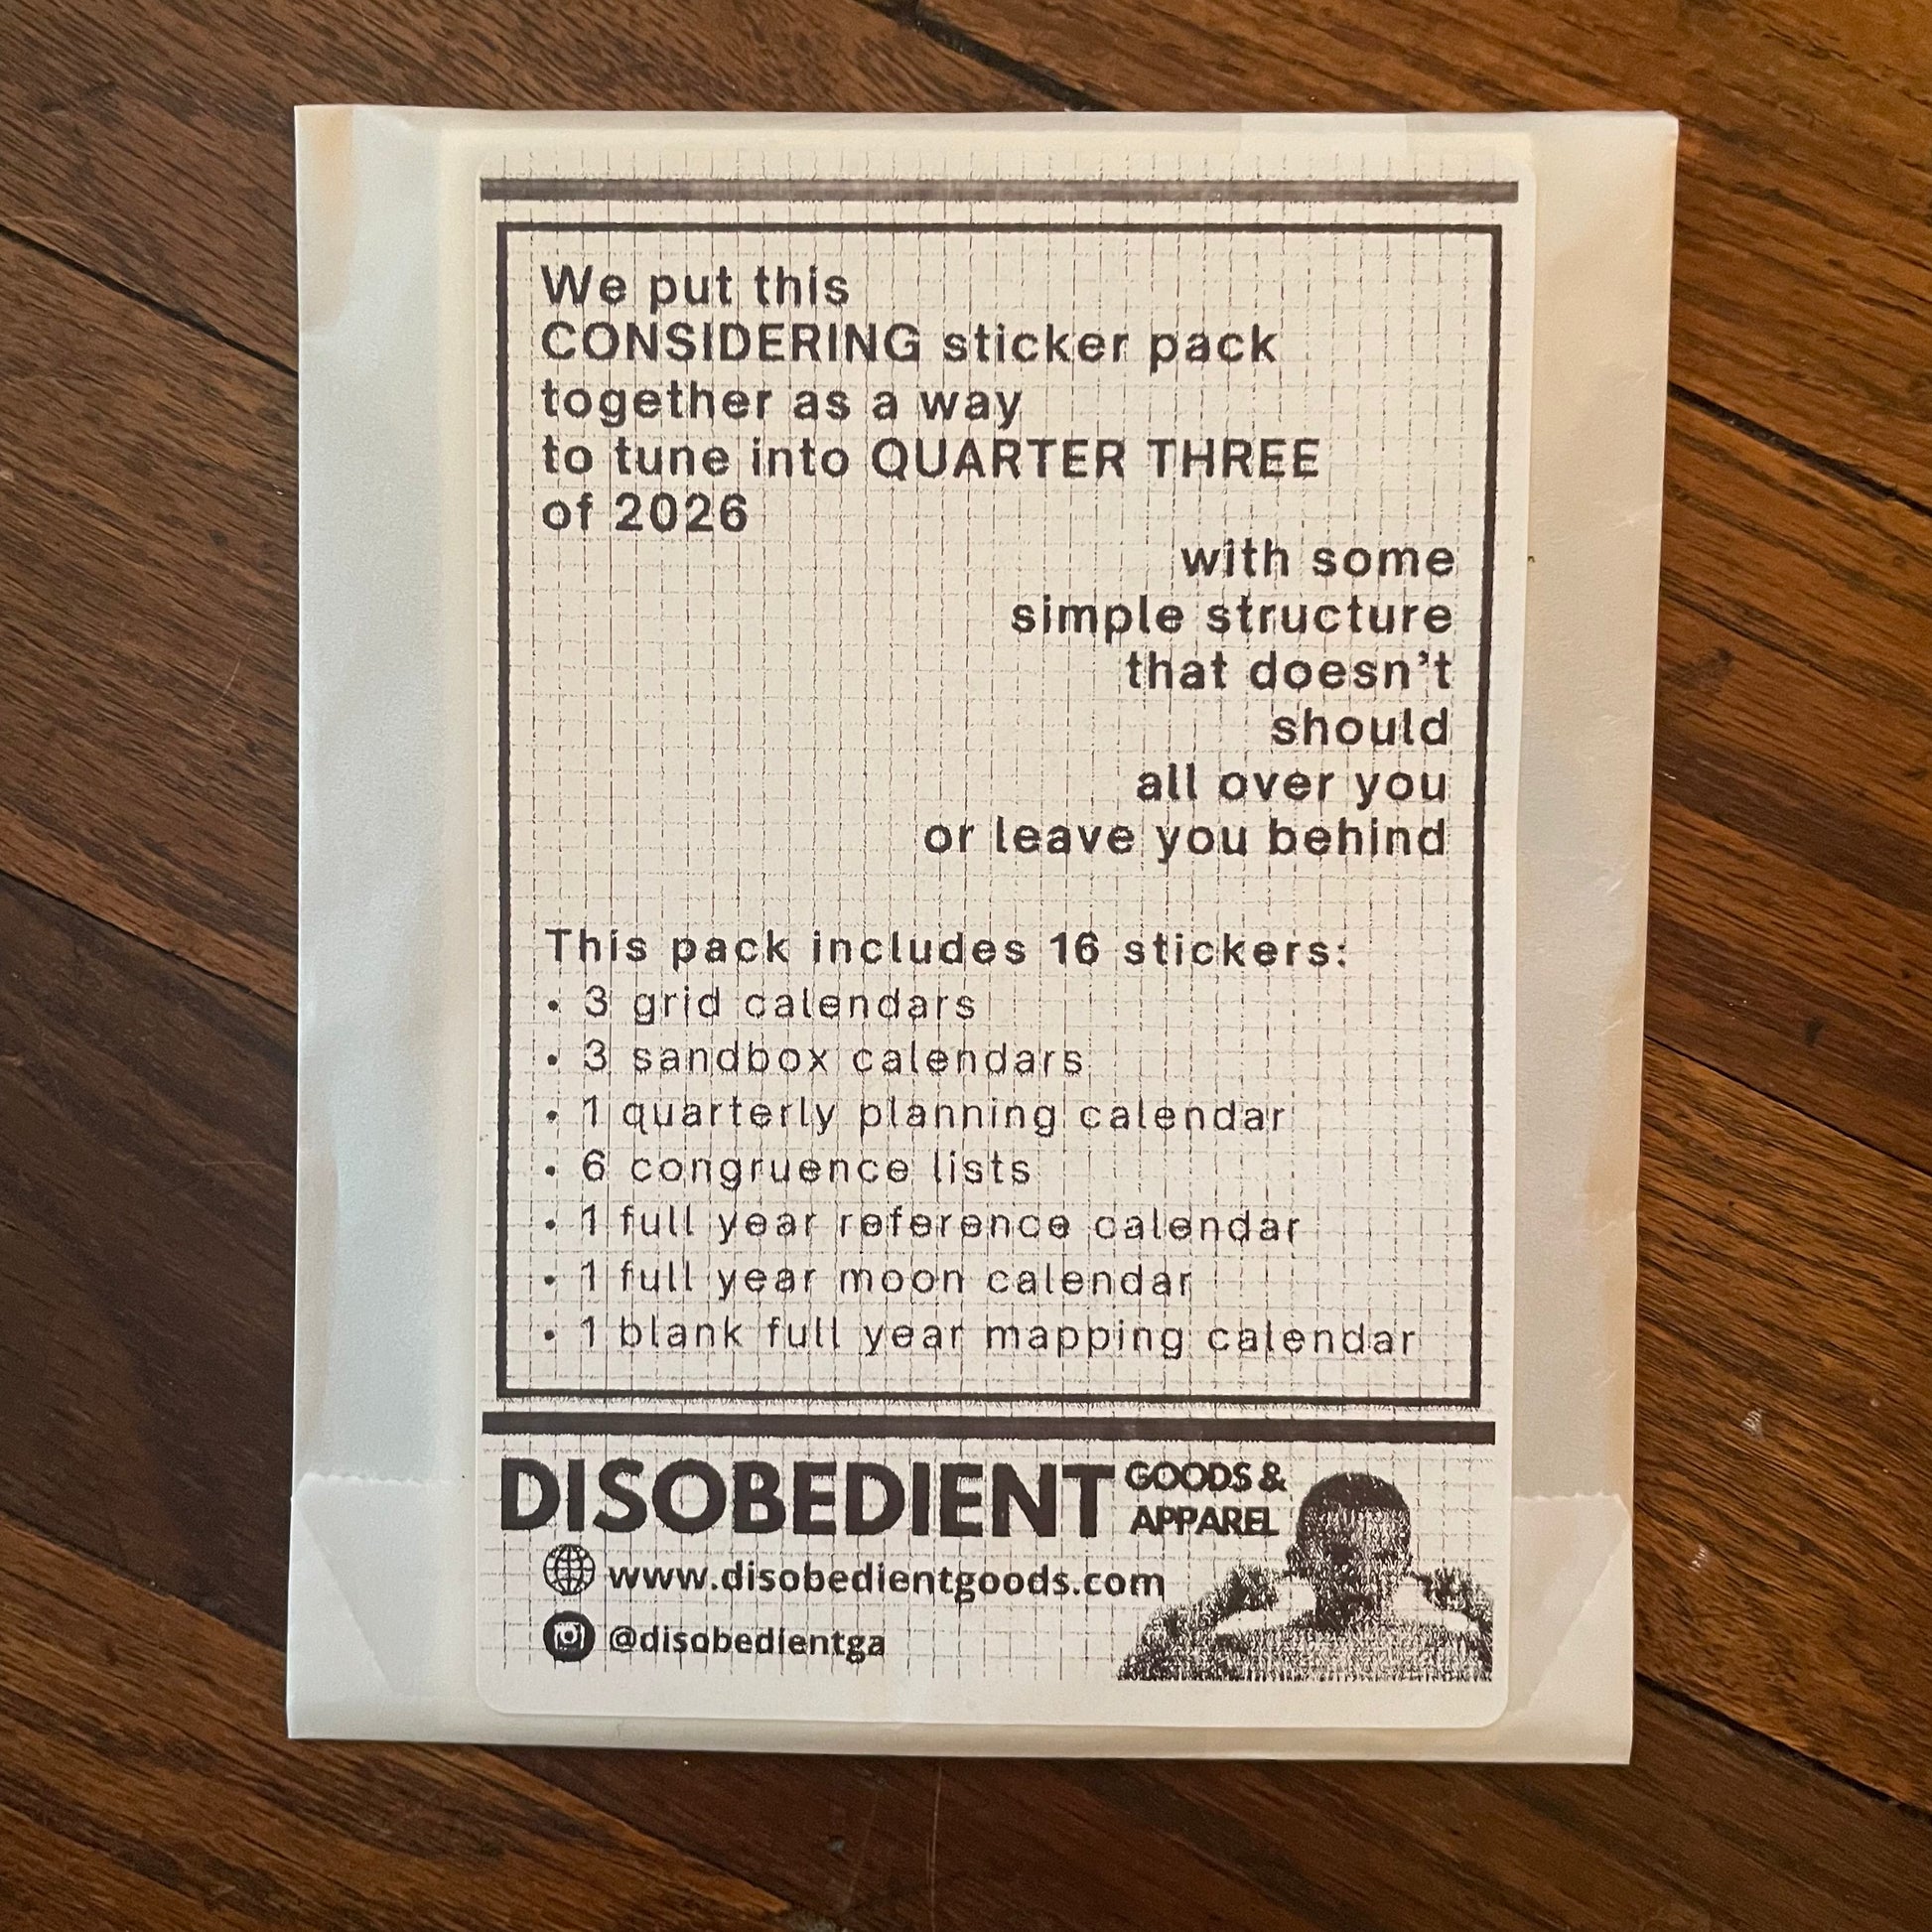 We put this
CONSIDERING sticker pack
together as a way
to tune into QUARTER THREE
of 2026
with some
simple structure
that doesn't
should
all over you
or leave you behind
This pack includes 16 stickers:
• 3 grid calendars
• 3 sandbox calendars
• 1 quarterly planning calendar
• 6 congruence lists
• 1 full year reference calendar
• 1 full year moon calendar
• 1 blank full year mapping calendar
DISOBEDIENT GOODS &
APPAREL
www.disobedientgoods.com
@disobedientga